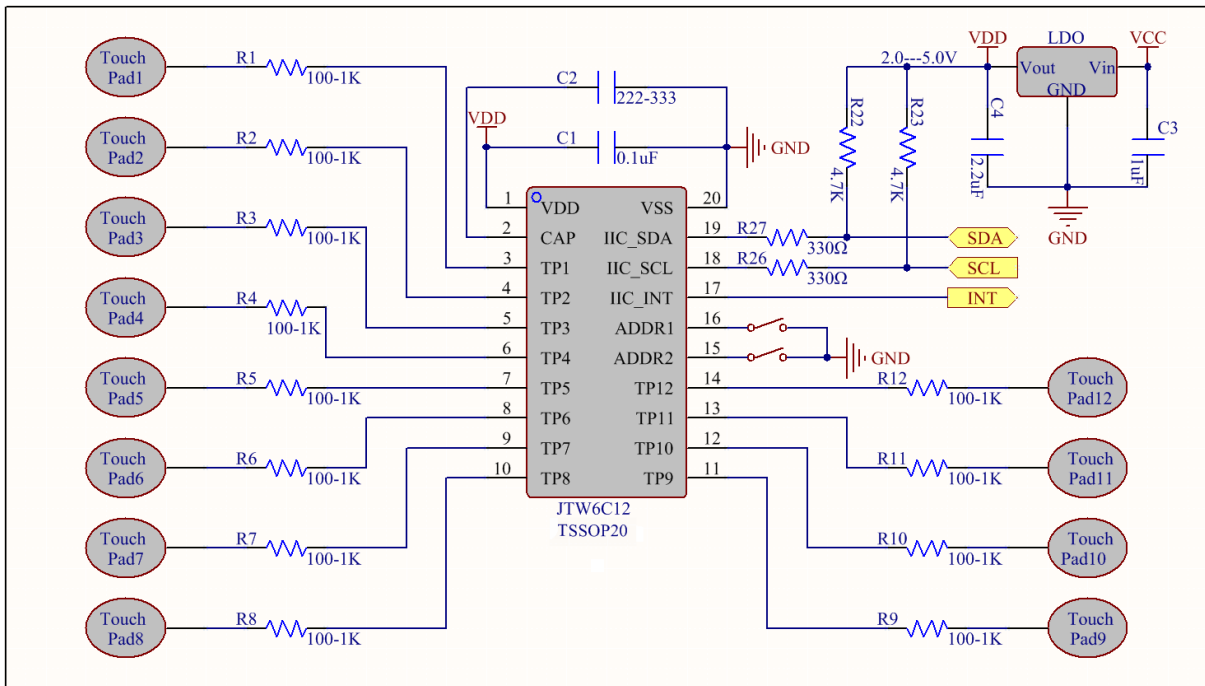 Touch
Pad1
R1
100-1K
Touch
Pad2
R2
100-1K
Touch
Pad3
R3
100-1K
Touch
Pad4
R4
100-1K
Touch
Pad5
R5
100-1K
Touch
Pad6
R6
100-1K
Touch
Pad7
R7
100-1K
Touch
Pad8
R8
100-1K
C2
222-333
VDD
C1
0.1uF
GND
1
VDD
2
CAP
3
TP1
4
TP2
5
TP3
6
TP4
7
TP5
8
TP6
9
TP7
10
TP8
VSS
20
IIC_SDA
19
IIC_SCL
18
IIC_INT
17
ADDR1
16
ADDR2
15
TP12
14
TP11
13
TP10
12
TP9
11
JTW6C12
TSSOP20
VDD
LDO
VCC
2.0---5.0V
Vout
Vin
GND
R22
4.7K
R23
4.7K
C4
2.2uF
C3
1uF
GND
R27
330Ω
SDA
R26
330Ω
SCL
INT
GND
R12
100-1K
Touch
Pad12
R11
100-1K
Touch
Pad11
R10
100-1K
Touch
Pad10
R9
100-1K
Touch
Pad9